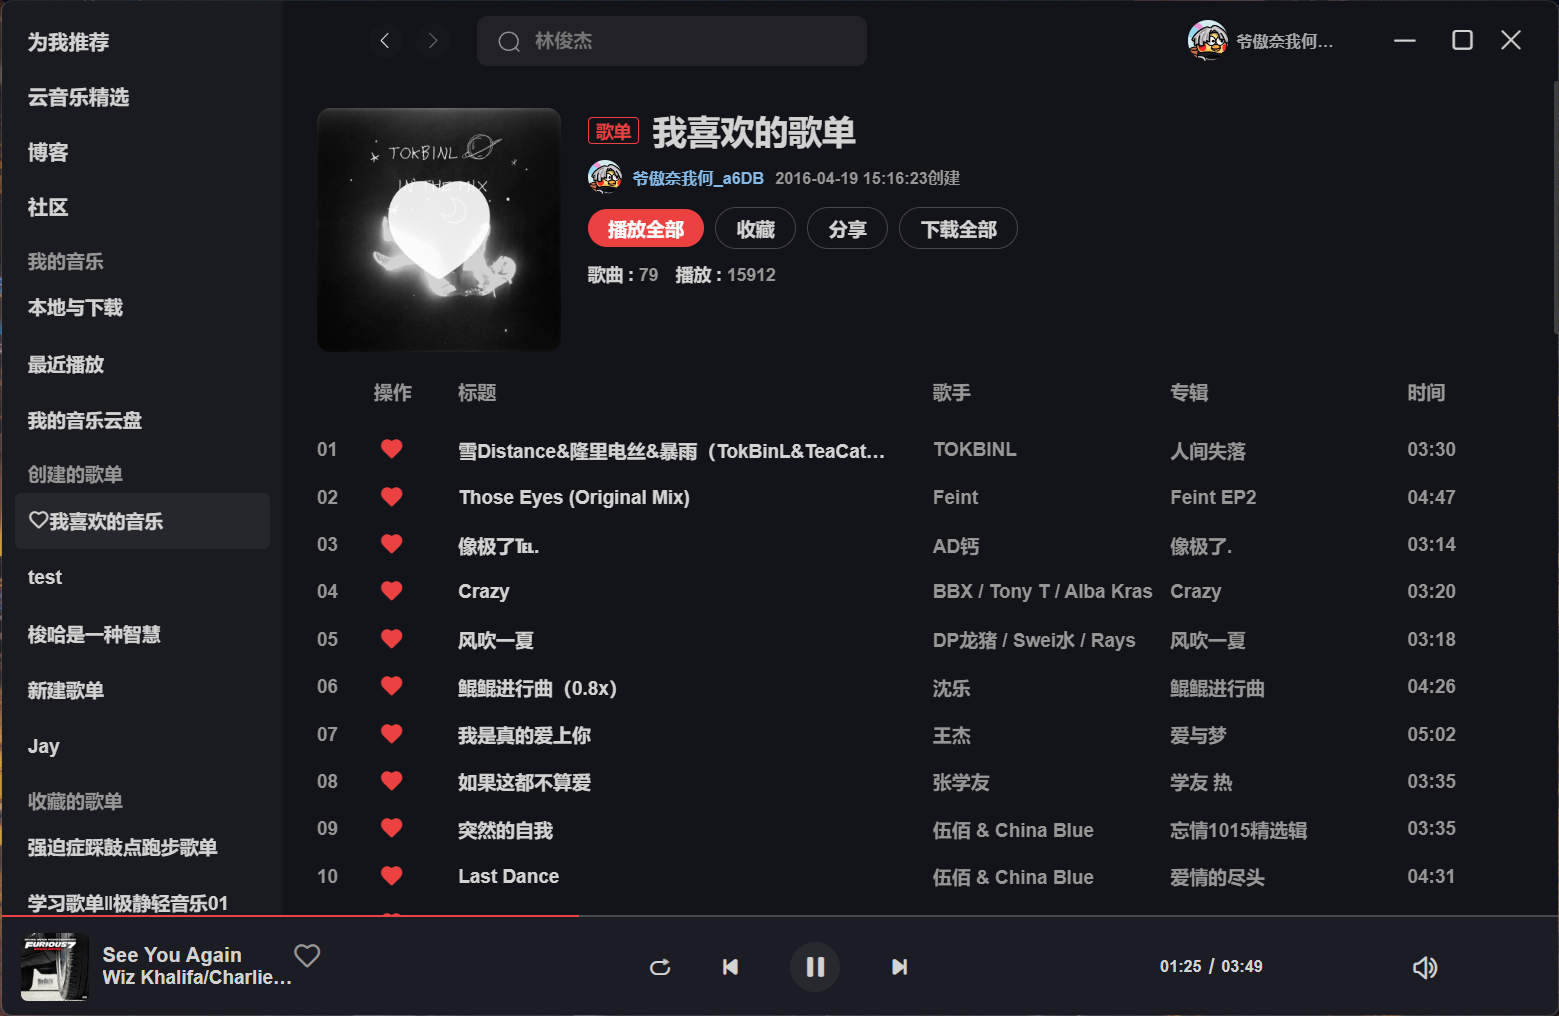 为我推荐
云音乐精选
博客
社区
我的音乐
本地与下载
最近播放
我的音乐云盘
创建的歌单
我喜欢的音乐
test
梭哈是一种智慧
新建歌单
Jay
收藏的歌单
强迫症踩鼓点跑步歌单
学习歌单||极静轻音乐01
林俊杰
爷傲奈我何...
TOKBINL
IN THE MIX
歌单 我喜欢的歌单
爷傲奈我何_a6DB 2016-04-19 15:16:23创建
播放全部 收藏 分享 下载全部
歌曲：79 播放：15912
操作 标题 歌手 专辑 时间
01 雪Distance&隆里电丝&暴雨（TokBinL&TeaCat... TOKBINL 人间失落 03:30
02 Those Eyes (Original Mix) Feint Feint EP2 04:47
03 像极了℡. AD钙 像极了. 03:14
04 Crazy BBX / Tony T / Alba Kras Crazy 03:20
05 风吹一夏 DP龙猪 / Swei水 / Rays 风吹一夏 03:18
06 鲲鲲进行曲（0.8x） 沈乐 鲲鲲进行曲 04:26
07 我是真的爱上你 王杰 爱与梦 05:02
08 如果这都不算爱 张学友 学友 热 03:35
09 突然的自我 伍佰 & China Blue 忘情1015精选辑 03:35
10 Last Dance 伍佰 & China Blue 爱情的尽头 04:31
FURIOUS 7
See You Again
Wiz Khalifa/Charlie...
01:25 / 03:49